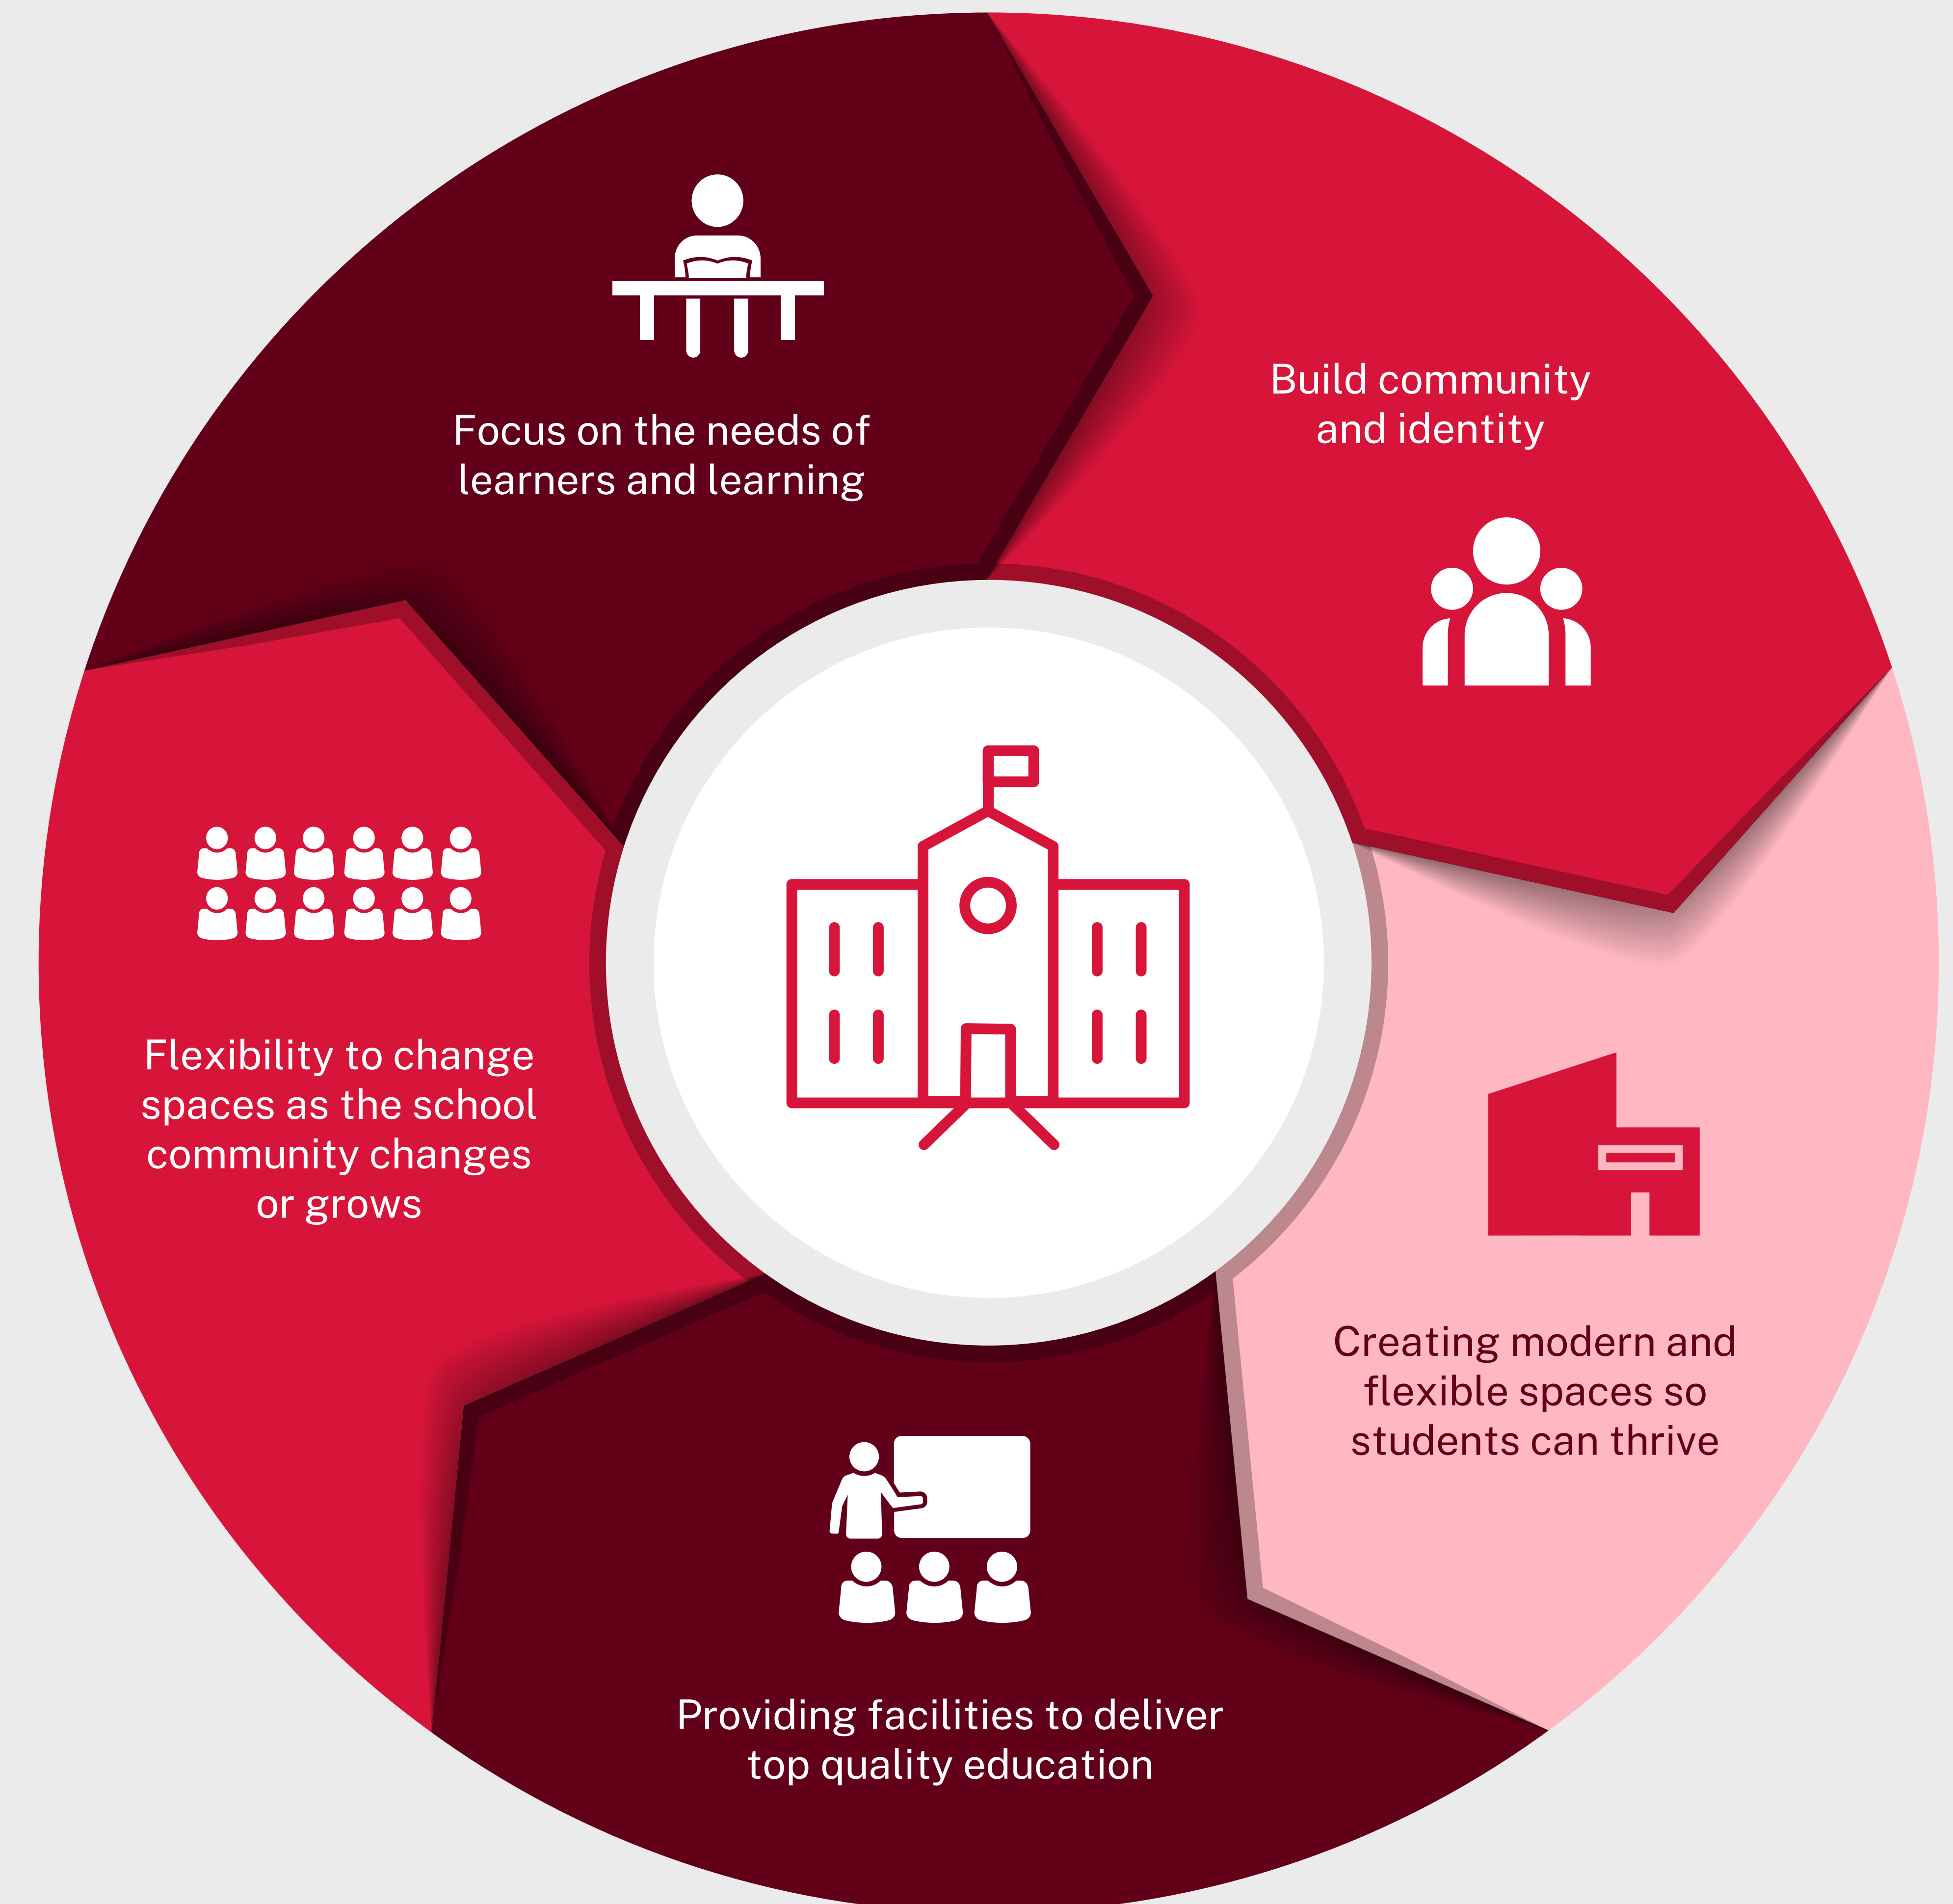 Focus on the needs of
learners and learning
Build community
and identity
Creating modern and
flexible spaces so
students can thrive
Providing facilities to deliver
top quality education
Flexibility to change
spaces as the school
community changes
or grows